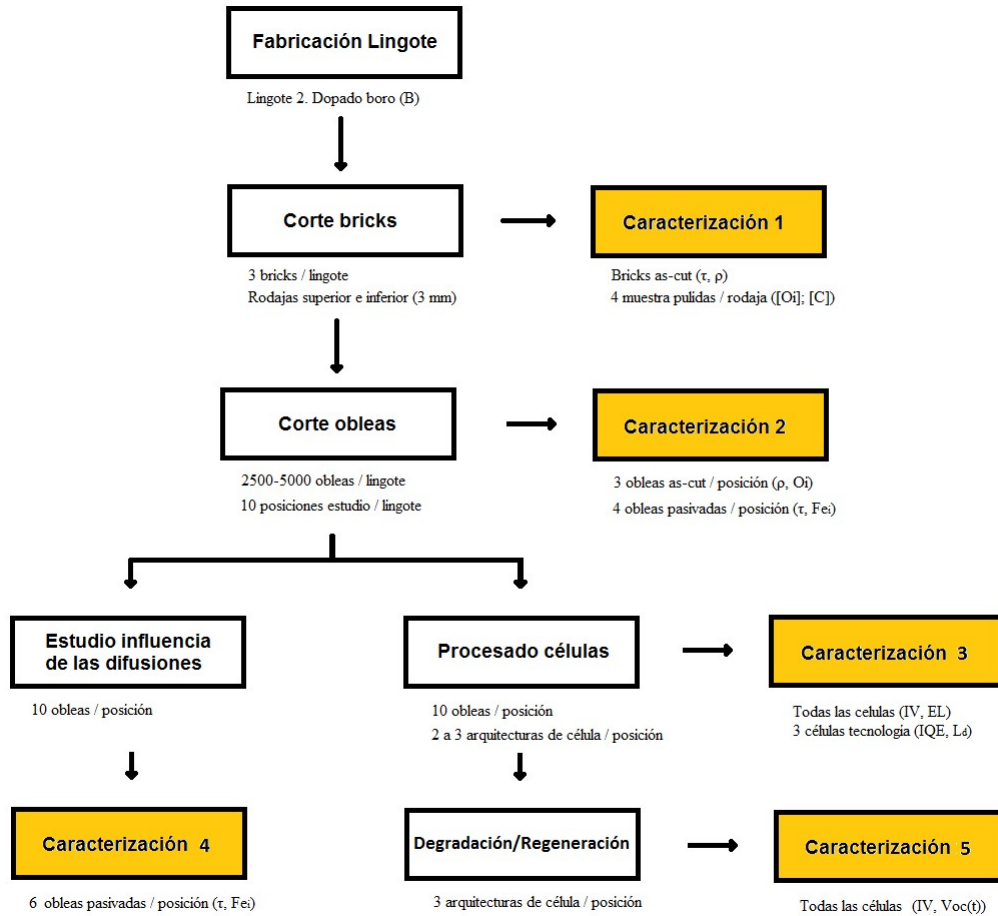 Fabricación Lingote
Lingote 2. Dopado boro (B)
Corte bricks
Caracterización 1
3 bricks / lingote
Rodajas superior e inferior (3 mm)
Bricks as-cut (τ, ρ)
4 muestra pulidas / rodaja ([Oi]; [C])
Corte obleas
Caracterización 2
2500-5000 obleas / lingote
10 posiciones estudio / lingote
3 obleas as-cut / posición (ρ, Oi)
4 obleas pasivadas / posición (τ, Fei)
Estudio influencia
de las difusiones
Procesado células
Caracterización 3
10 obleas / posición
10 obleas / posición
2 a 3 arquitecturas de célula / posición
Todas las celulas (IV, EL)
3 células tecnologia (IQE, Ld)
Caracterización 4
Degradación/Regeneración
Caracterización 5
6 obleas pasivadas / posición (τ, Fei)
3 arquitecturas de célula / posición
Todas las células (IV, Voc(t))